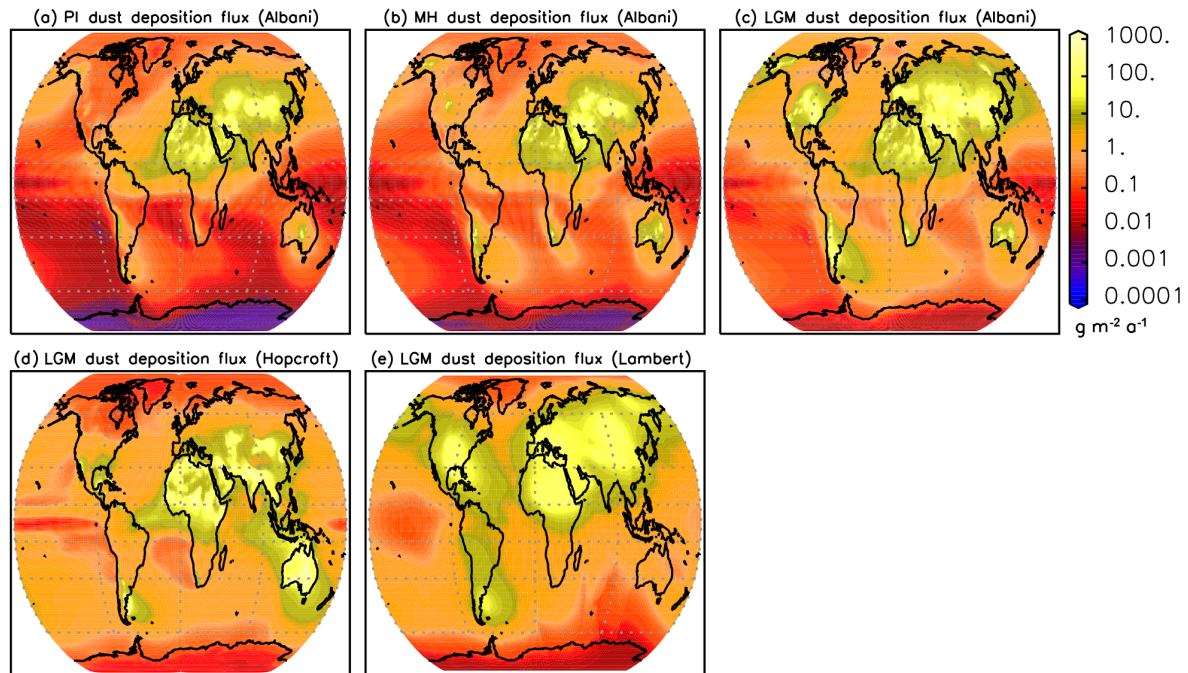 (a) PI dust deposition flux (Albani)
(b) MH dust deposition flux (Albani)
(c) LGM dust deposition flux (Albani)
1000.
100.
10.
1.
0.1
0.01
0.001
0.0001
g m⁻² a⁻¹
(d) LGM dust deposition flux (Hopcroft)
(e) LGM dust deposition flux (Lambert)